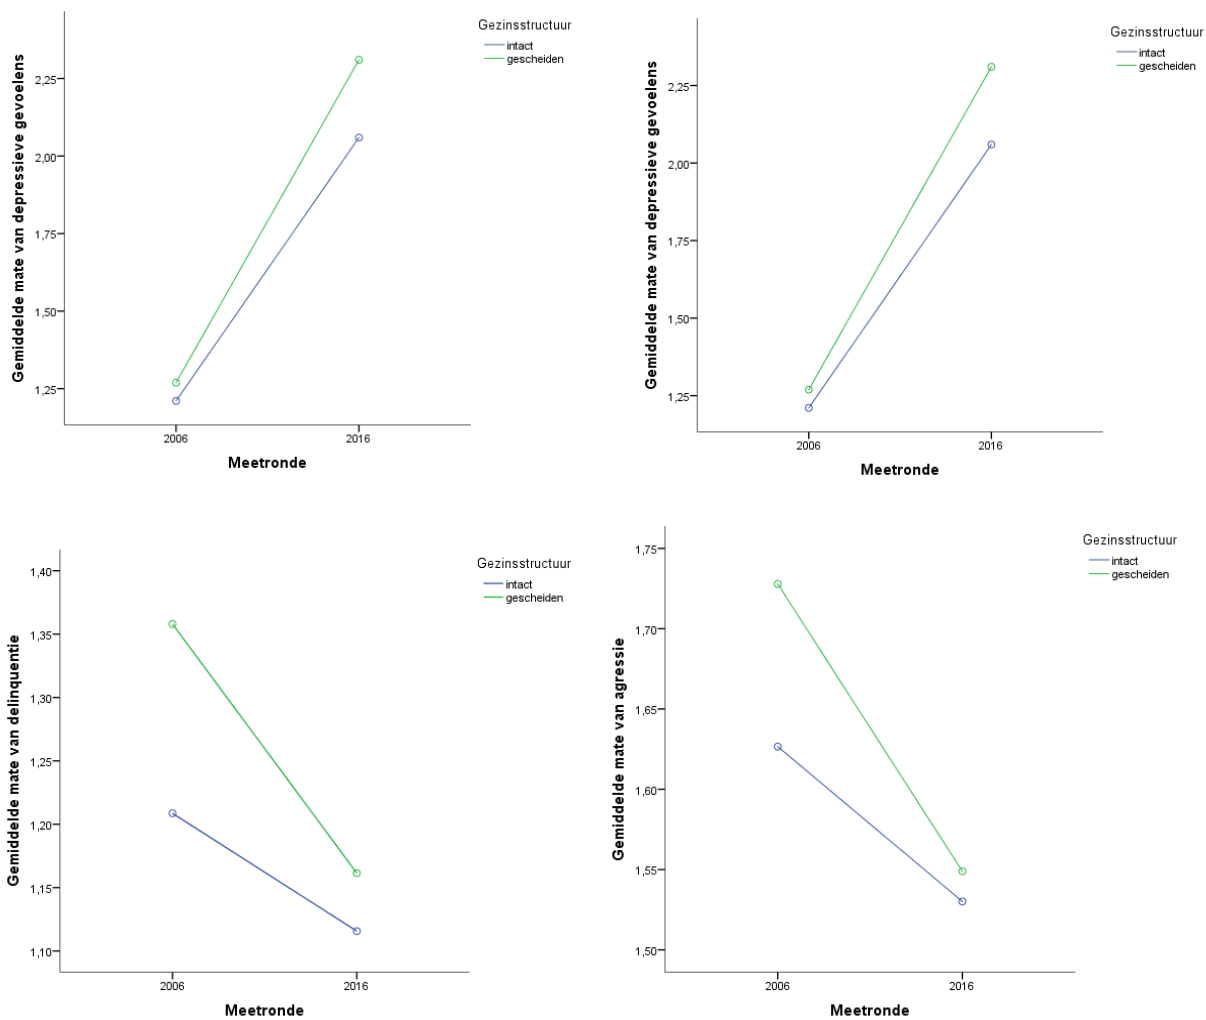 Gezinsstructuur
intact
gescheiden
Gemiddelde mate van depressieve gevoelens
2,25
2,00
1,75
1,50
1,25
2006
2016
Meetronde
Gezinsstructuur
intact
gescheiden
Gemiddelde mate van depressieve gevoelens
2,25
2,00
1,75
1,50
1,25
2006
2016
Meetronde
Gezinsstructuur
intact
gescheiden
Gemiddelde mate van delinquentie
1,40
1,35
1,30
1,25
1,20
1,15
1,10
2006
2016
Meetronde
Gezinsstructuur
intact
gescheiden
Gemiddelde mate van agressie
1,75
1,70
1,65
1,60
1,55
1,50
2006
2016
Meetronde